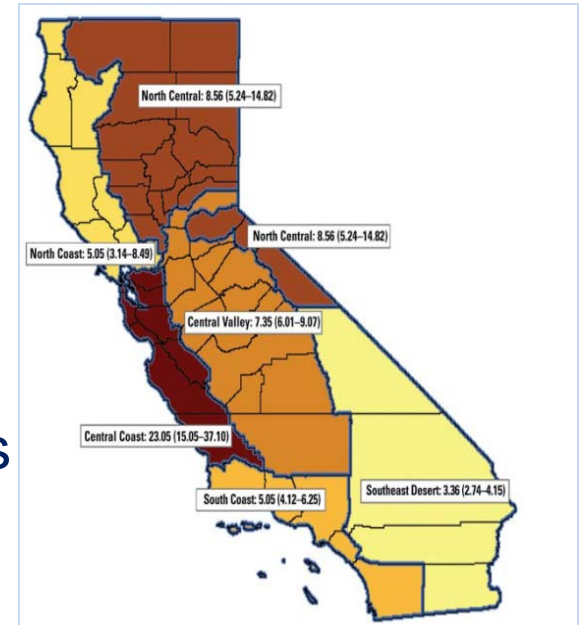 North Central: 8.56 (5.24–14.82)
North Central: 8.56 (5.24–14.82)
North Coast: 5.05 (3.14–8.49)
Central Valley: 7.35 (6.01–9.07)
Central Coast: 23.05 (15.05–37.10)
s
South Coast: 5.05 (4.12–6.25)
Southeast Desert: 3.36 (2.74–4.15)